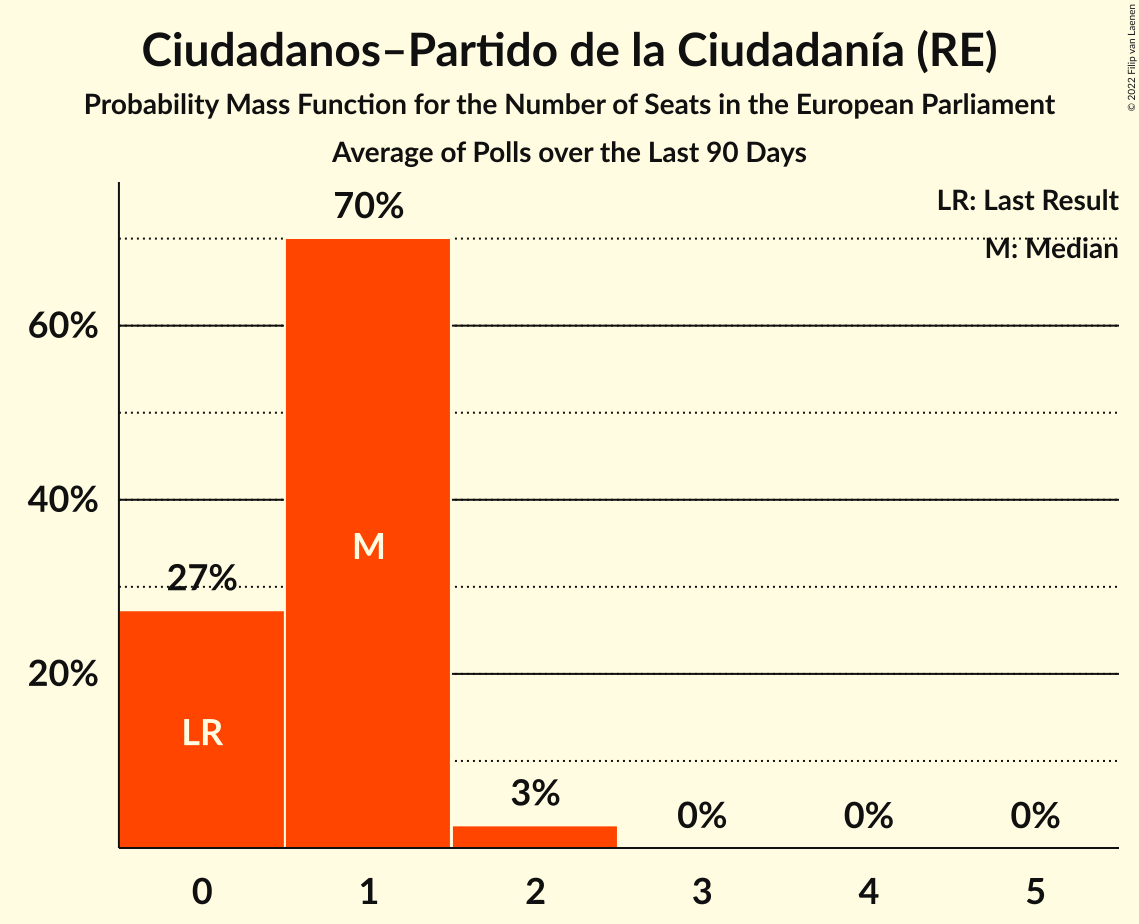 Ciudadanos–Partido de la Ciudadanía (RE)
Probability Mass Function for the Number of Seats in the European Parliament
Average of Polls over the Last 90 Days
© 2022 Filip van Laenen
LR: Last Result
M: Median
70%
60%
40%
20%
27%
LR
M
3%
0%
0%
0%
0
1
2
3
4
5